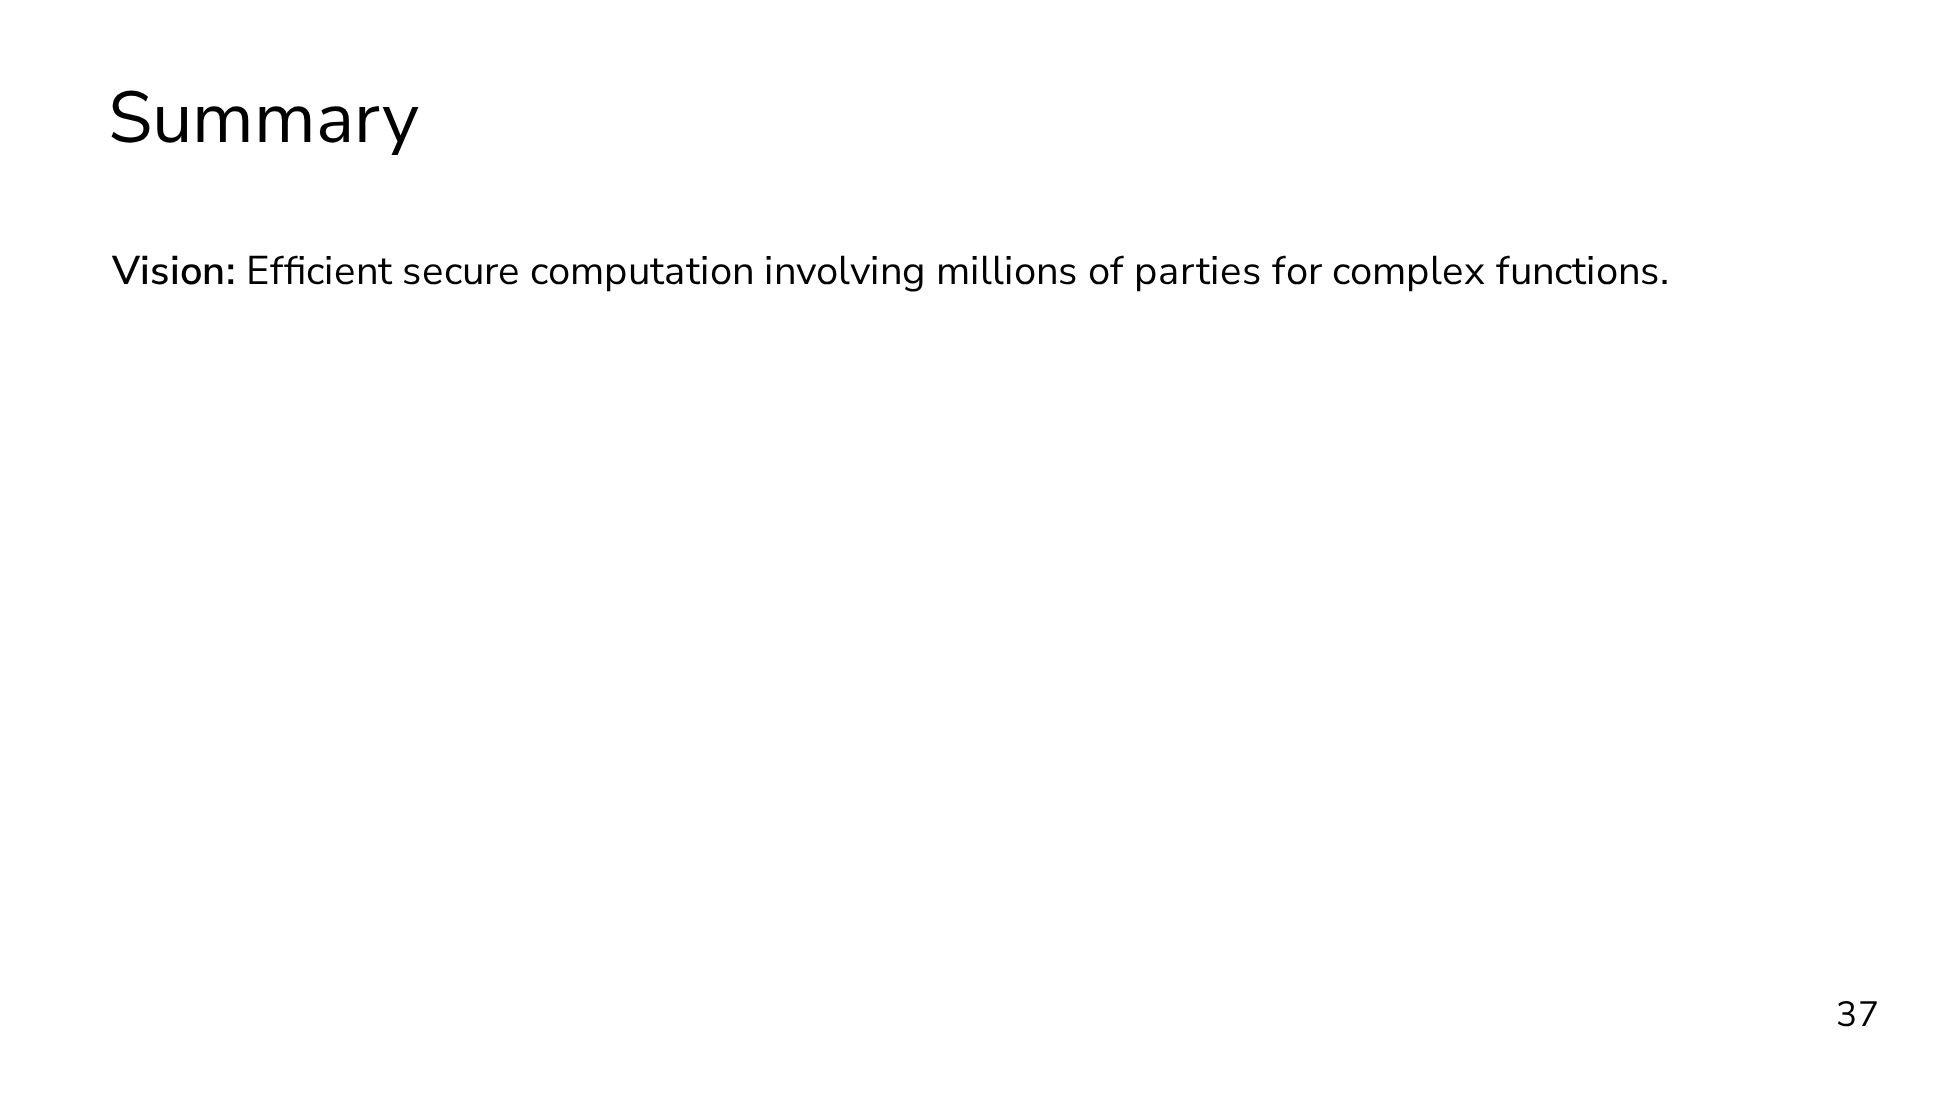 Summary
Vision: Efficient secure computation involving millions of parties for complex functions.
37